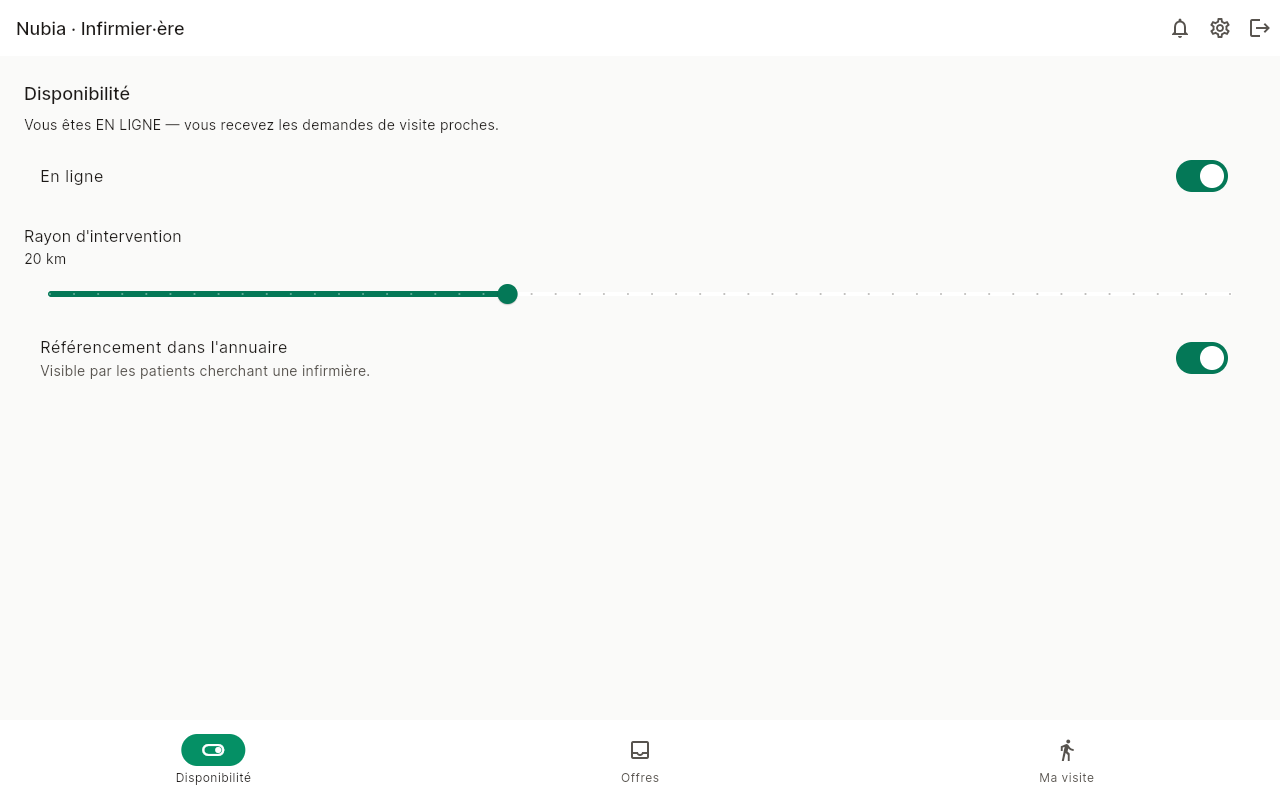 Nubia · Infirmier·ère
Disponibilité
Vous êtes EN LIGNE — vous recevez les demandes de visite proches.
En ligne
Rayon d'intervention
20 km
Référencement dans l'annuaire
Visible par les patients cherchant une infirmière.
Disponibilité
Offres
Ma visite